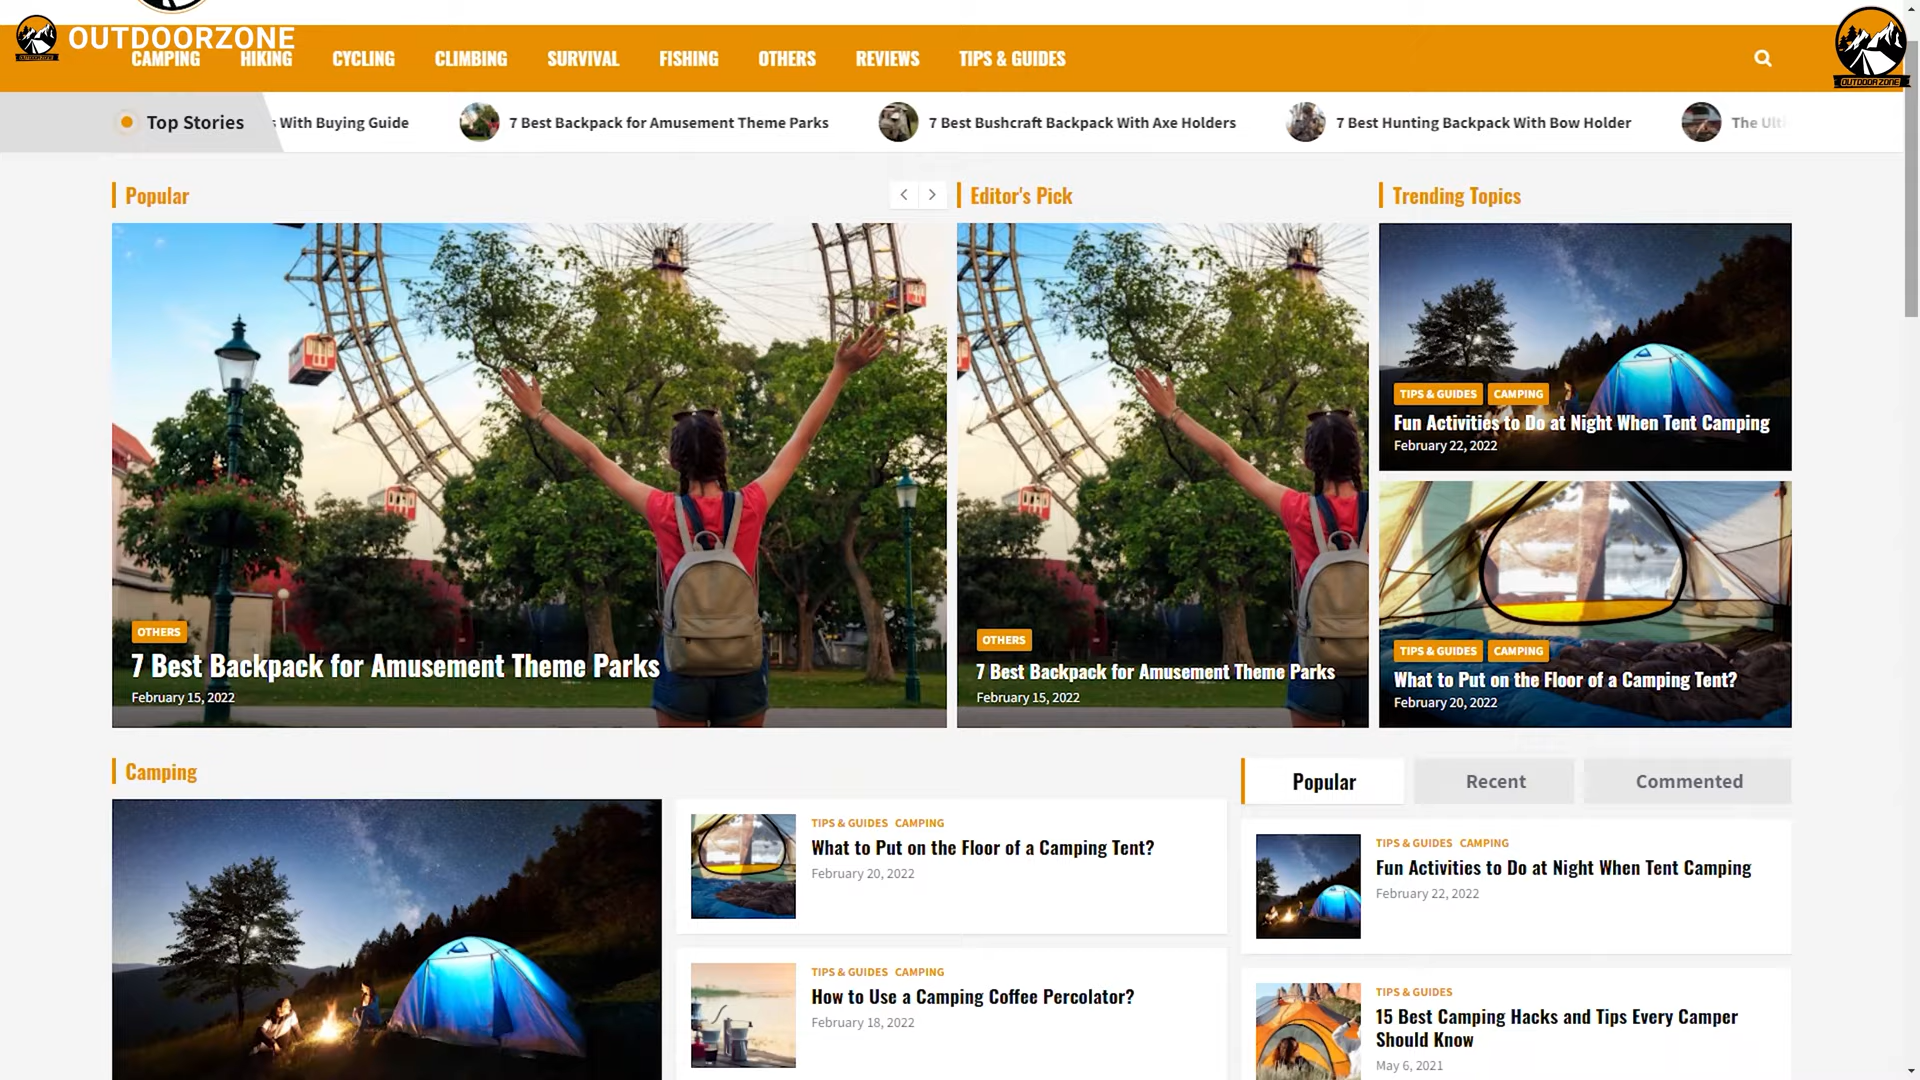 OUTDOORZONE
CAMPING HIKING CYCLING CLIMBING SURVIVAL FISHING OTHERS REVIEWS TIPS & GUIDES
OUTDOORZONE
Top Stories
With Buying Guide
7 Best Backpack for Amusement Theme Parks
7 Best Bushcraft Backpack With Axe Holders
7 Best Hunting Backpack With Bow Holder
The
Popular
OTHERS
7 Best Backpack for Amusement Theme Parks
February 15, 2022
Editor's Pick
OTHERS
7 Best Backpack for Amusement Theme Parks
February 15, 2022
Trending Topics
TIPS & GUIDES CAMPING
Fun Activities to Do at Night When Tent Camping
February 22, 2022
TIPS & GUIDES CAMPING
What to Put on the Floor of a Camping Tent?
February 20, 2022
Camping
TIPS & GUIDES CAMPING
What to Put on the Floor of a Camping Tent?
February 20, 2022
TIPS & GUIDES CAMPING
How to Use a Camping Coffee Percolator?
February 18, 2022
Popular Recent Commented
TIPS & GUIDES CAMPING
Fun Activities to Do at Night When Tent Camping
February 22, 2022
TIPS & GUIDES
15 Best Camping Hacks and Tips Every Camper
Should Know
May 6, 2021